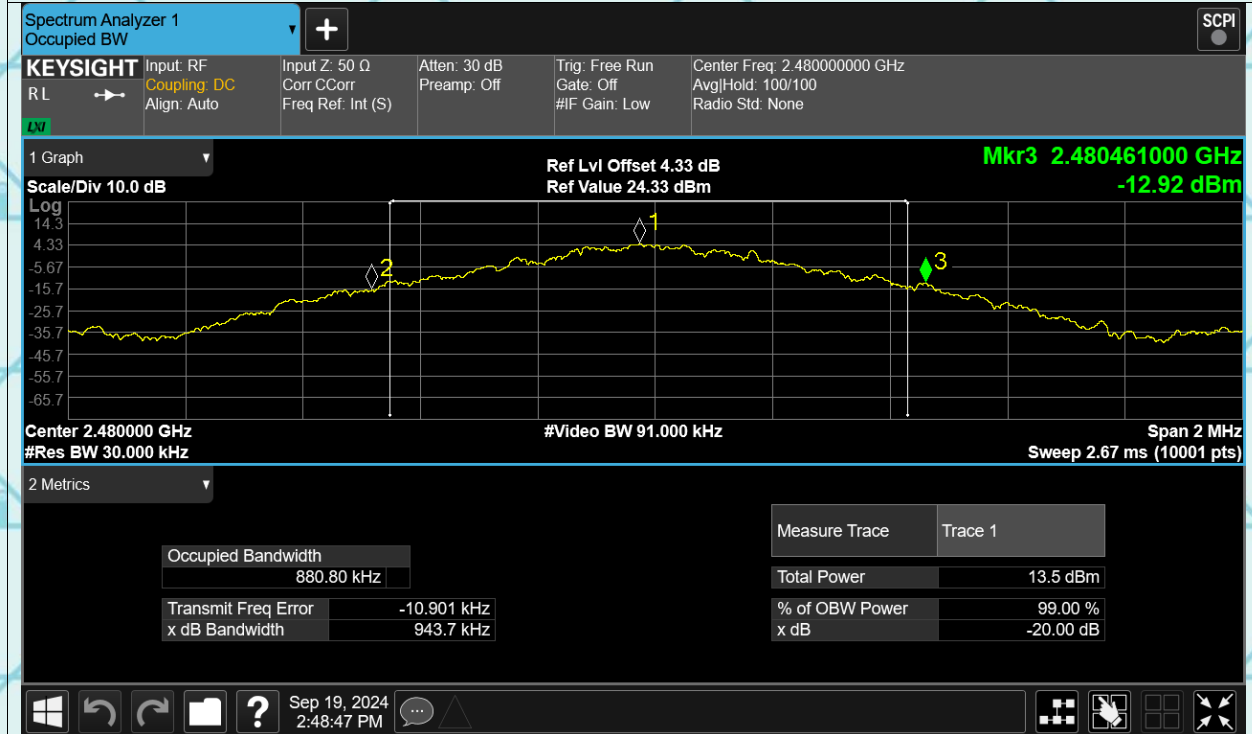 Spectrum Analyzer 1
Occupied BW
SCPI
KEYSIGHT
R L
LXI
Input: RF
Coupling: DC
Align: Auto
Input Z: 50 Ω
Corr CCorr
Freq Ref: Int (S)
Atten: 30 dB
Preamp: Off
Trig: Free Run
Gate: Off
#IF Gain: Low
Center Freq: 2.480000000 GHz
Avg|Hold: 100/100
Radio Std: None
1 Graph
Scale/Div 10.0 dB
Ref Lvl Offset 4.33 dB
Ref Value 24.33 dBm
Mkr3 2.480461000 GHz
-12.92 dBm
Log
14.3
4.33
-5.67
-15.7
-25.7
-35.7
-45.7
-55.7
-65.7
1
2
3
Center 2.480000 GHz
#Video BW 91.000 kHz
Span 2 MHz
#Res BW 30.000 kHz
Sweep 2.67 ms (10001 pts)
2 Metrics
Measure Trace
Trace 1
Occupied Bandwidth
880.80 kHz
Total Power
13.5 dBm
Transmit Freq Error
-10.901 kHz
% of OBW Power
99.00 %
x dB Bandwidth
943.7 kHz
x dB
-20.00 dB
?
Sep 19, 2024
2:48:47 PM